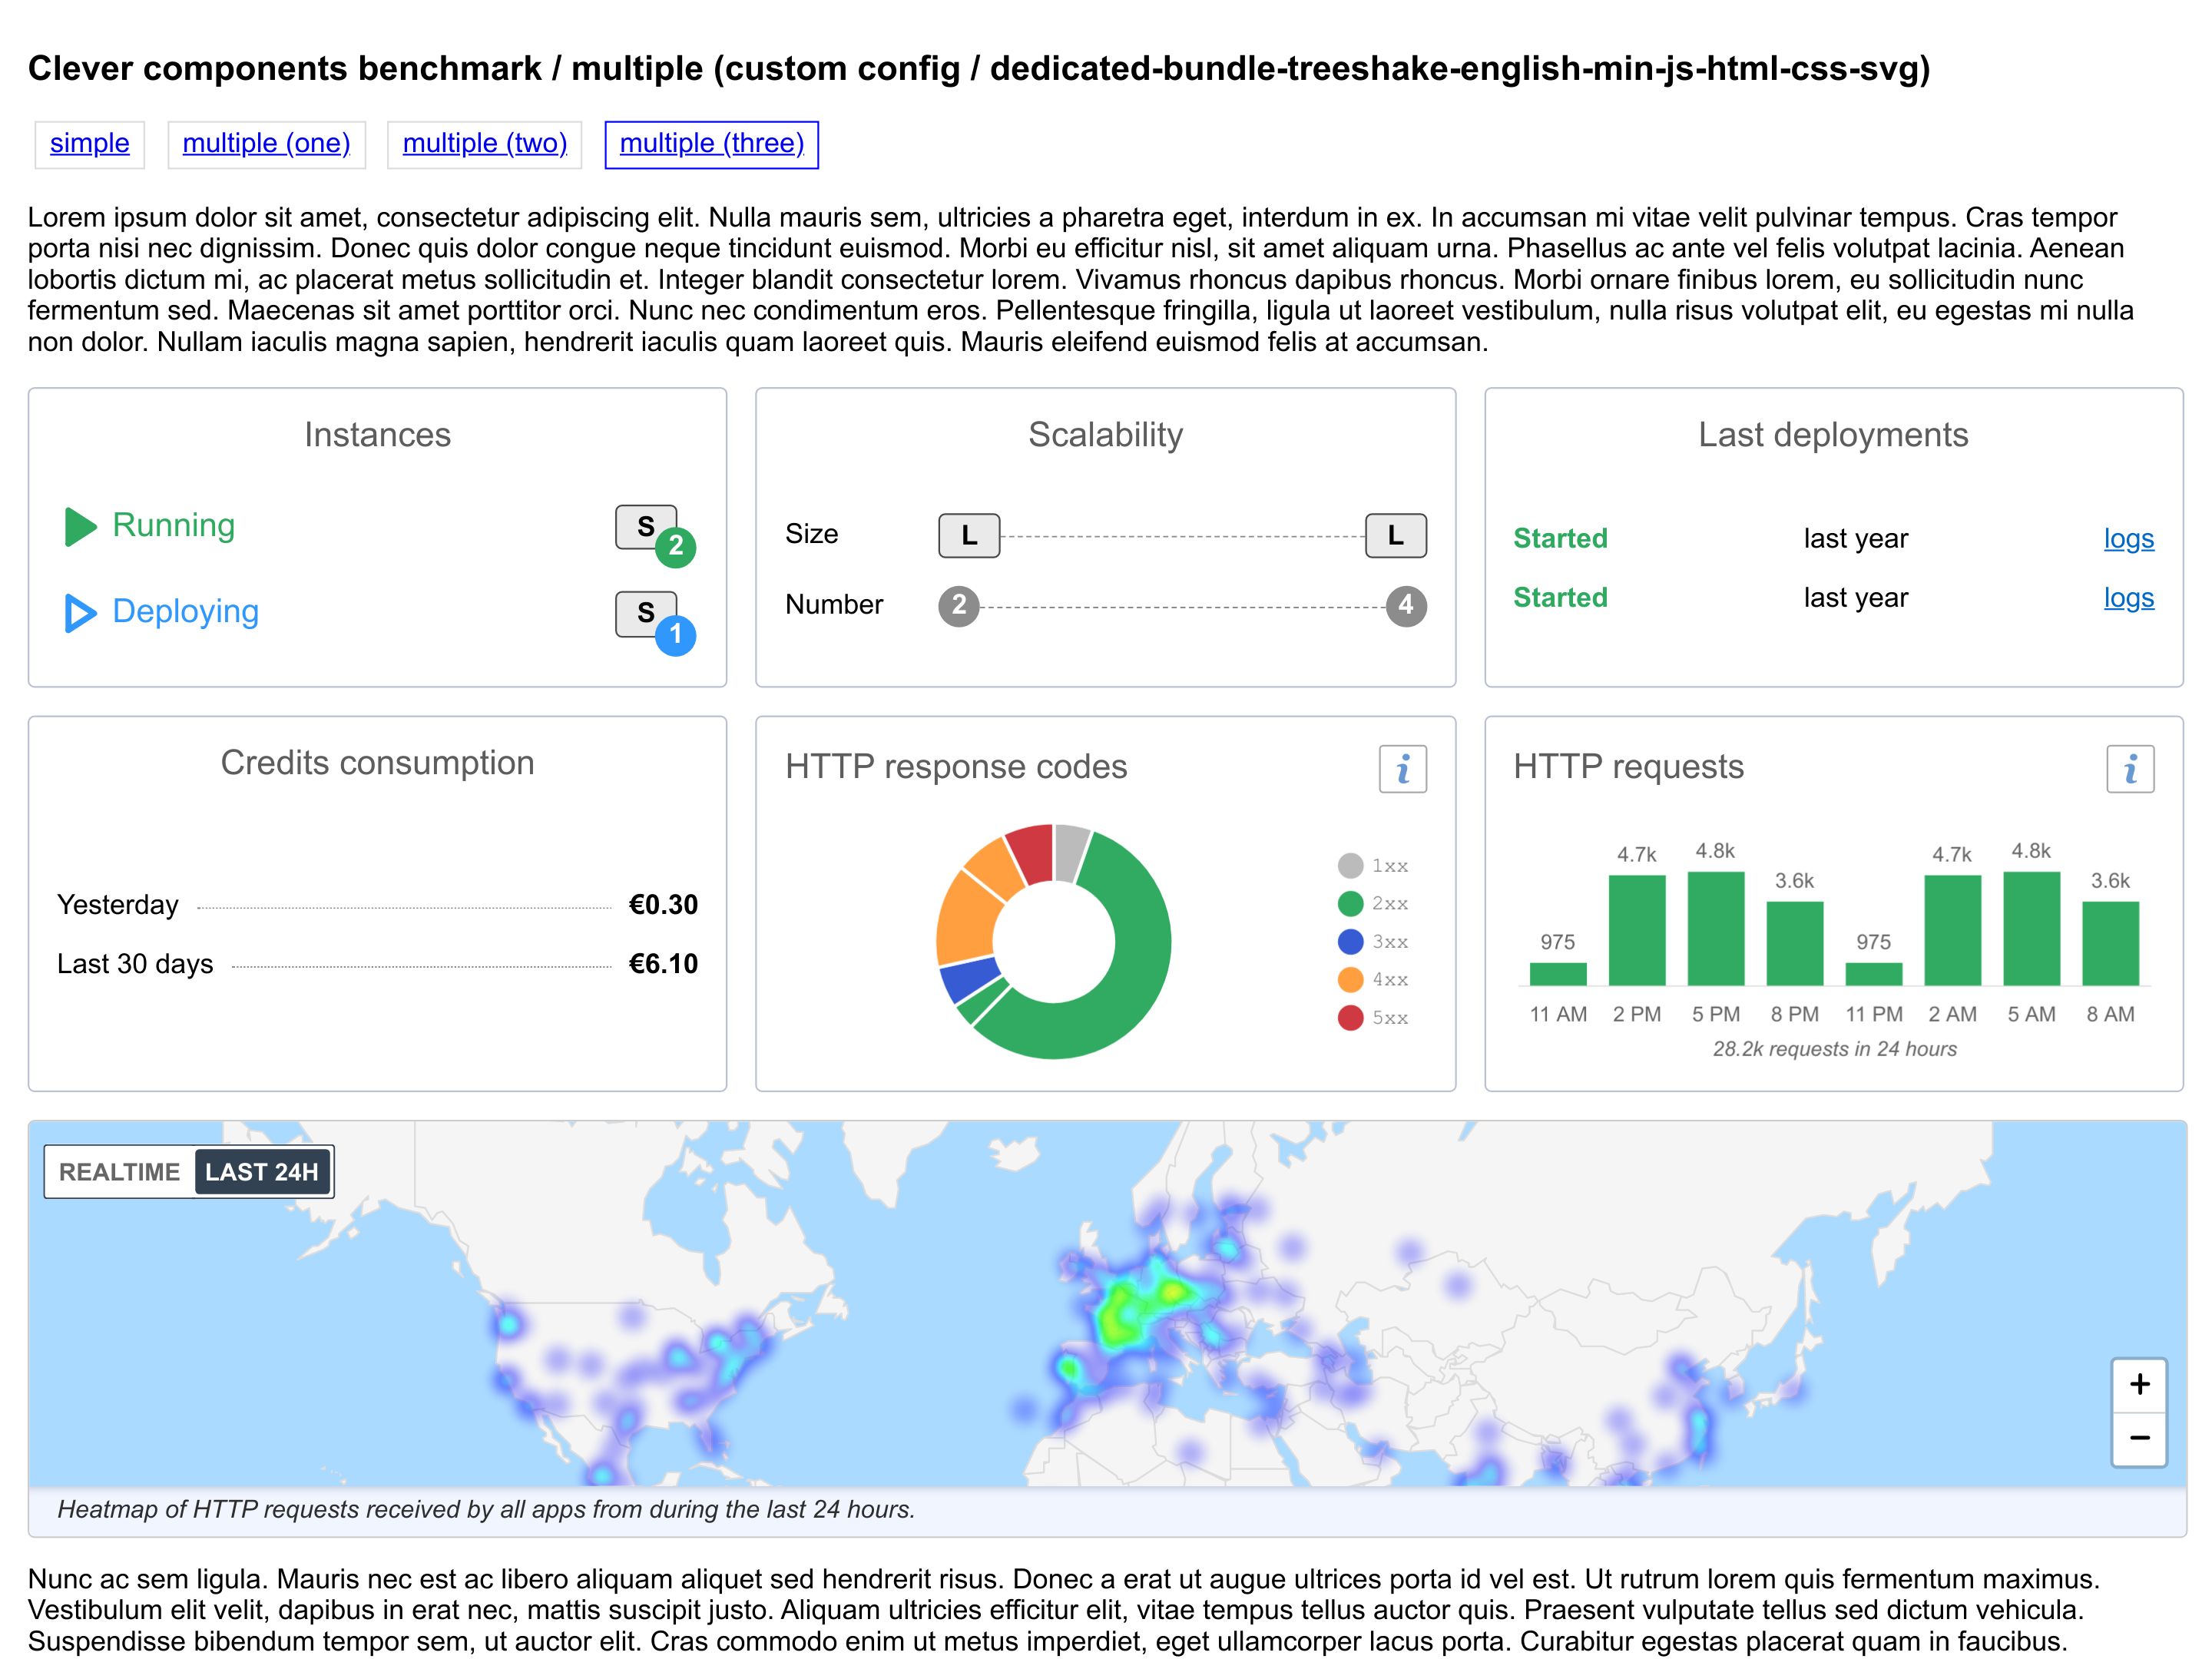 Clever components benchmark / multiple (custom config / dedicated-bundle-treeshake-english-min-js-html-css-svg)
simple multiple (one) multiple (two) multiple (three)
Lorem ipsum dolor sit amet, consectetur adipiscing elit. Nulla mauris sem, ultricies a pharetra eget, interdum in ex. In accumsan mi vitae velit pulvinar tempus. Cras tempor
porta nisi nec dignissim. Donec quis dolor congue neque tincidunt euismod. Morbi eu efficitur nisl, sit amet aliquam urna. Phasellus ac ante vel felis volutpat lacinia. Aenean
lobortis dictum mi, ac placerat metus sollicitudin et. Integer blandit consectetur lorem. Vivamus rhoncus dapibus rhoncus. Morbi ornare finibus lorem, eu sollicitudin nunc
fermentum sed. Maecenas sit amet porttitor orci. Nunc nec condimentum eros. Pellentesque fringilla, ligula ut laoreet vestibulum, nulla risus volutpat elit, eu egestas mi nulla
non dolor. Nullam iaculis magna sapien, hendrerit iaculis quam laoreet quis. Mauris eleifend euismod felis at accumsan.
Instances
Running S 2
Deploying S 1
Scalability
Size L L
Number 2 4
Last deployments
Started last year logs
Started last year logs
Credits consumption
Yesterday €0.30
Last 30 days €6.10
HTTP response codes i
1xx
2xx
3xx
4xx
5xx
HTTP requests i
975 4.7k 4.8k 3.6k 975 4.7k 4.8k 3.6k
11 AM 2 PM 5 PM 8 PM 11 PM 2 AM 5 AM 8 AM
28.2k requests in 24 hours
REALTIME LAST 24H
+
−
Heatmap of HTTP requests received by all apps from during the last 24 hours.
Nunc ac sem ligula. Mauris nec est ac libero aliquam aliquet sed hendrerit risus. Donec a erat ut augue ultrices porta id vel est. Ut rutrum lorem quis fermentum maximus.
Vestibulum elit velit, dapibus in erat nec, mattis suscipit justo. Aliquam ultricies efficitur elit, vitae tempus tellus auctor quis. Praesent vulputate tellus sed dictum vehicula.
Suspendisse bibendum tempor sem, ut auctor elit. Cras commodo enim ut metus imperdiet, eget ullamcorper lacus porta. Curabitur egestas placerat quam in faucibus.